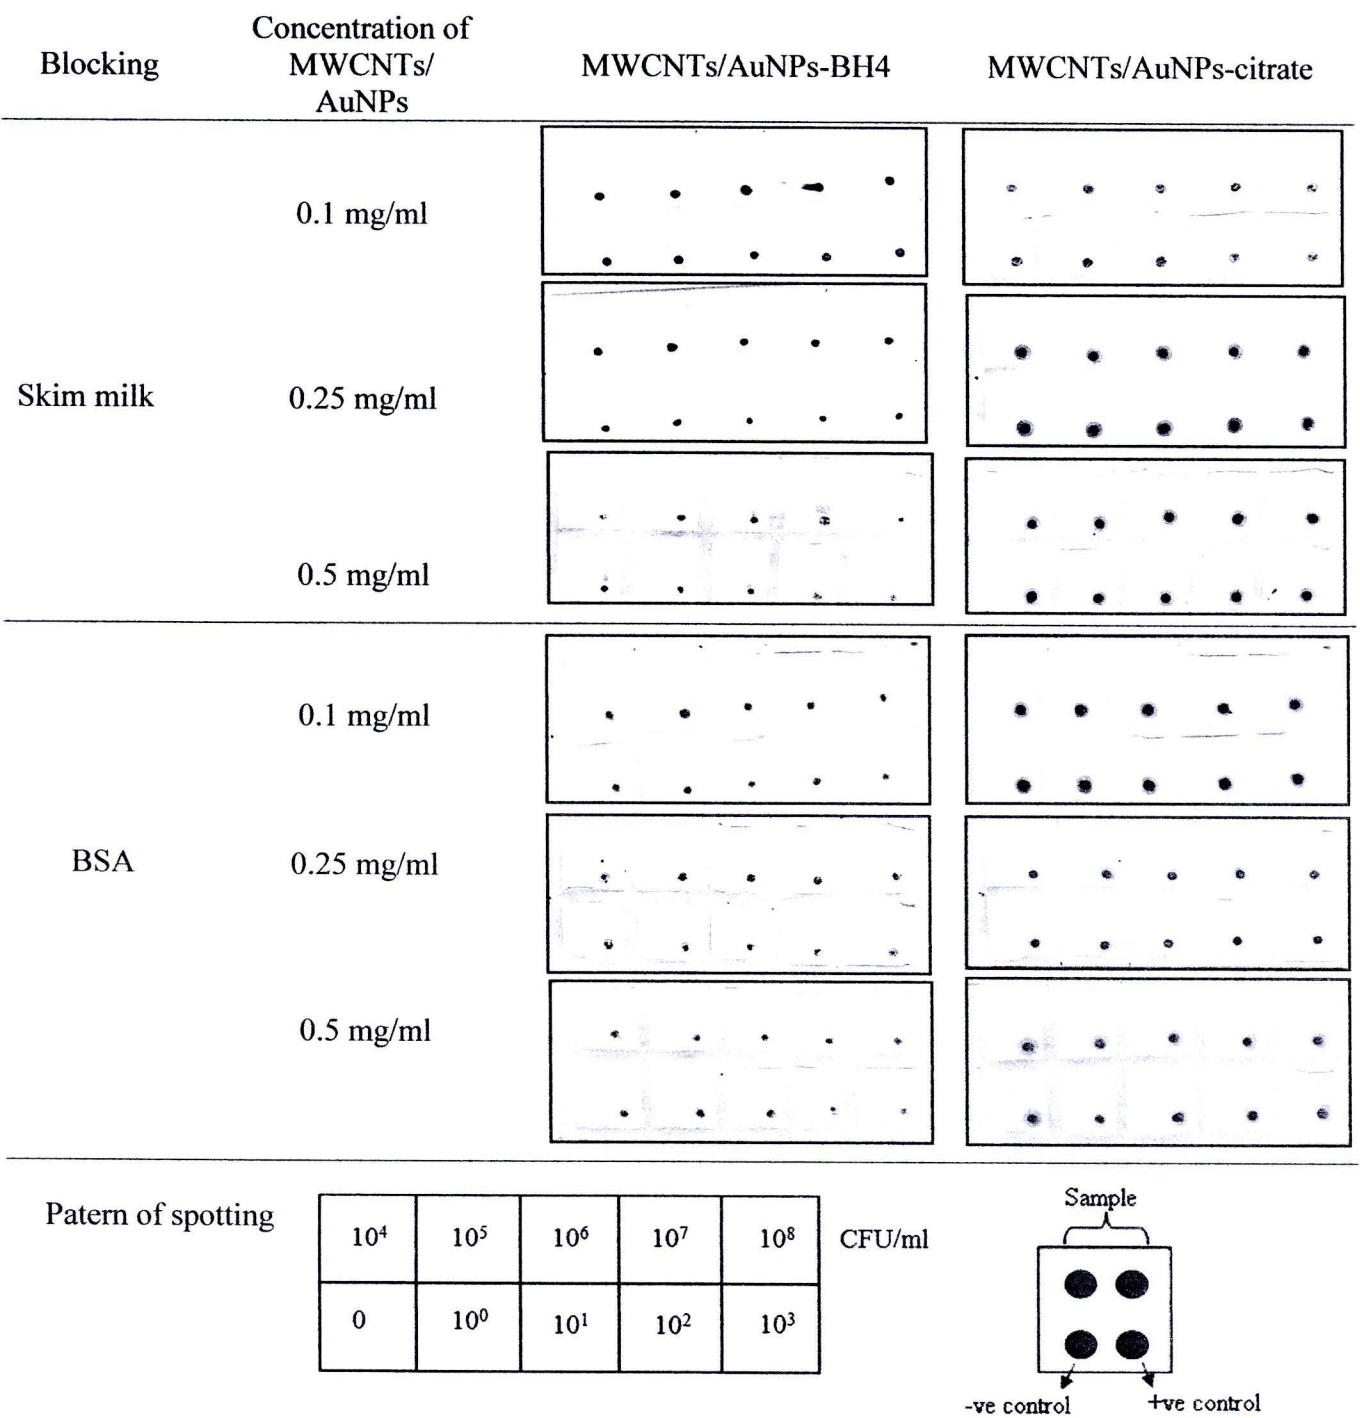 Blocking
Concentration of
MWCNTs/
AuNPs
MWCNTs/AuNPs-BH4
MWCNTs/AuNPs-citrate
0.1 mg/ml
Skim milk
0.25 mg/ml
0.5 mg/ml
0.1 mg/ml
BSA
0.25 mg/ml
0.5 mg/ml
Patern of spotting
10⁴ 10⁵ 10⁶ 10⁷ 10⁸ CFU/ml
0 10⁰ 10¹ 10² 10³
Sample
-ve control
+ve control